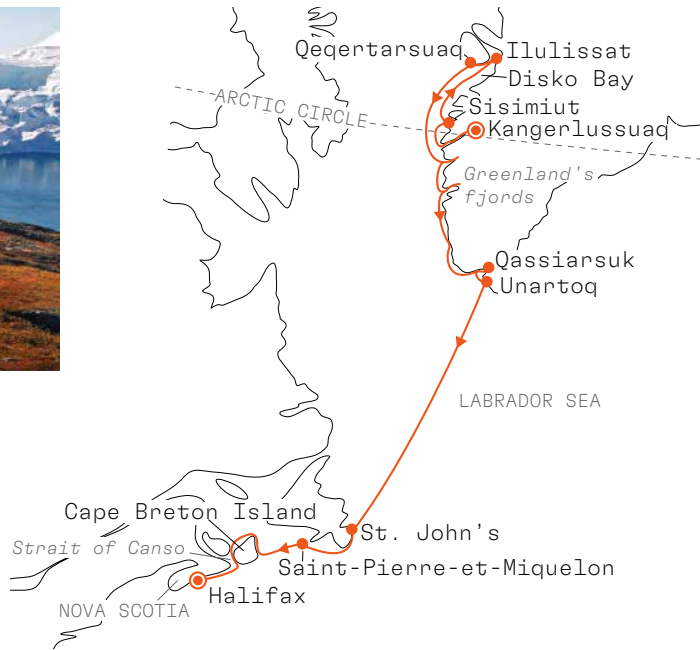 Qeqertarsuaq
Ilulissat
Disko Bay
ARCTIC CIRCLE
Sisimiut
Kangerlussuaq
Greenland's
fjords
Qassiarsuk
Unartoq
LABRADOR SEA
Cape Breton Island
St. John's
Strait of Canso
Saint-Pierre-et-Miquelon
NOVA SCOTIA
Halifax